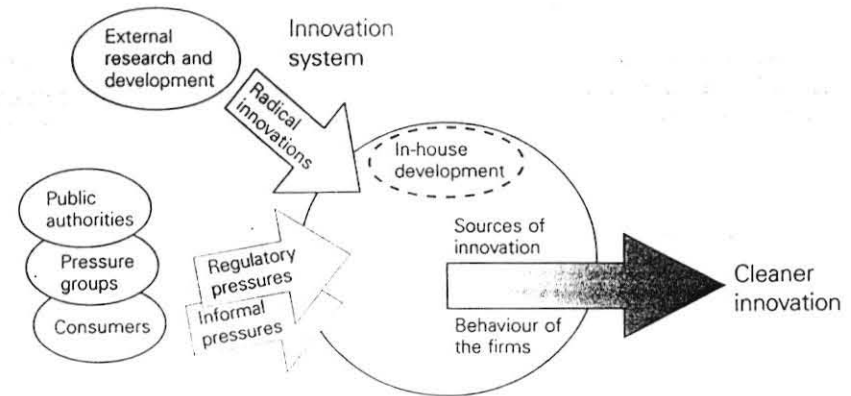 External
research and
development
Innovation
system
Radical
innovations
In-house
development
Public
authorities
Pressure
groups
Consumers
Regulatory
pressures
Informal
pressures
Sources of
innovation
Behaviour of
the firms
Cleaner
innovation